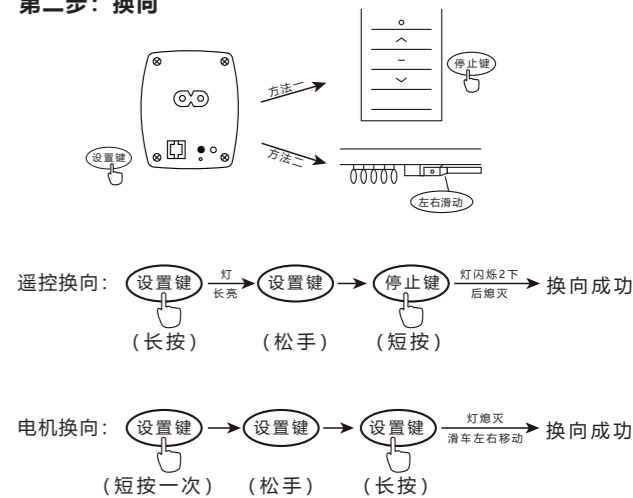 第二步：换向
方法一
停止键
设置键
方法二
左右滑动
遥控换向： 设置键 灯长亮 设置键 停止键 灯闪烁2下后熄灭 换向成功
（长按） （松手） （短按）
电机换向： 设置键 设置键 设置键 灯熄灭 滑车左右移动 换向成功
（短按一次） （松手） （长按）